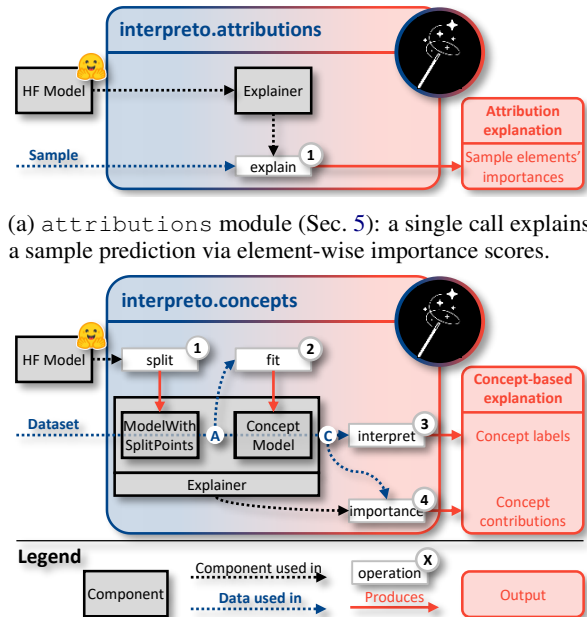 interpreto.attributions
HF Model
Explainer
Sample
explain
1
Attribution
explanation
Sample elements'
importances
(a) attributions module (Sec. 5): a single call explains
a sample prediction via element-wise importance scores.
interpreto.concepts
HF Model
split
1
fit
2
Concept-based
explanation
Dataset
ModelWith
SplitPoints
A
Concept
Model
C
interpret
3
Concept labels
Explainer
importance
4
Concept
contributions
Legend
Component
Component used in
Data used in
operation
X
Produces
Output